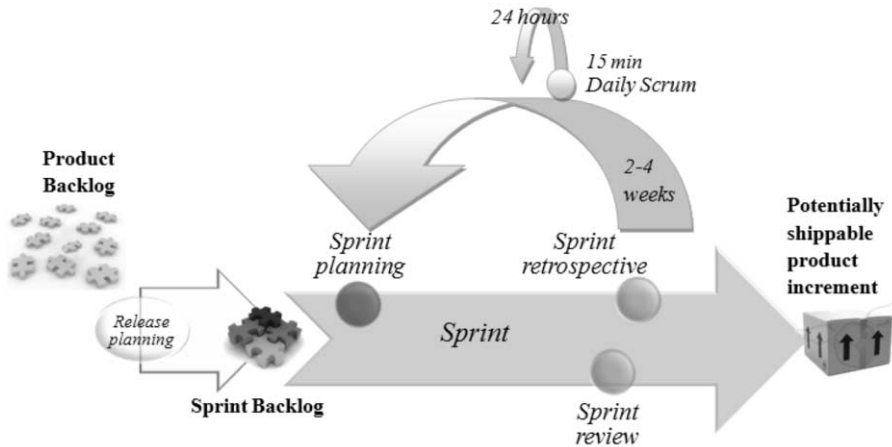 24 hours
15 min
Daily Scrum
2-4
weeks
Product
Backlog
Sprint
planning
Sprint
retrospective
Potentially
shippable
product
increment
Release
planning
Sprint
Sprint Backlog
Sprint
review